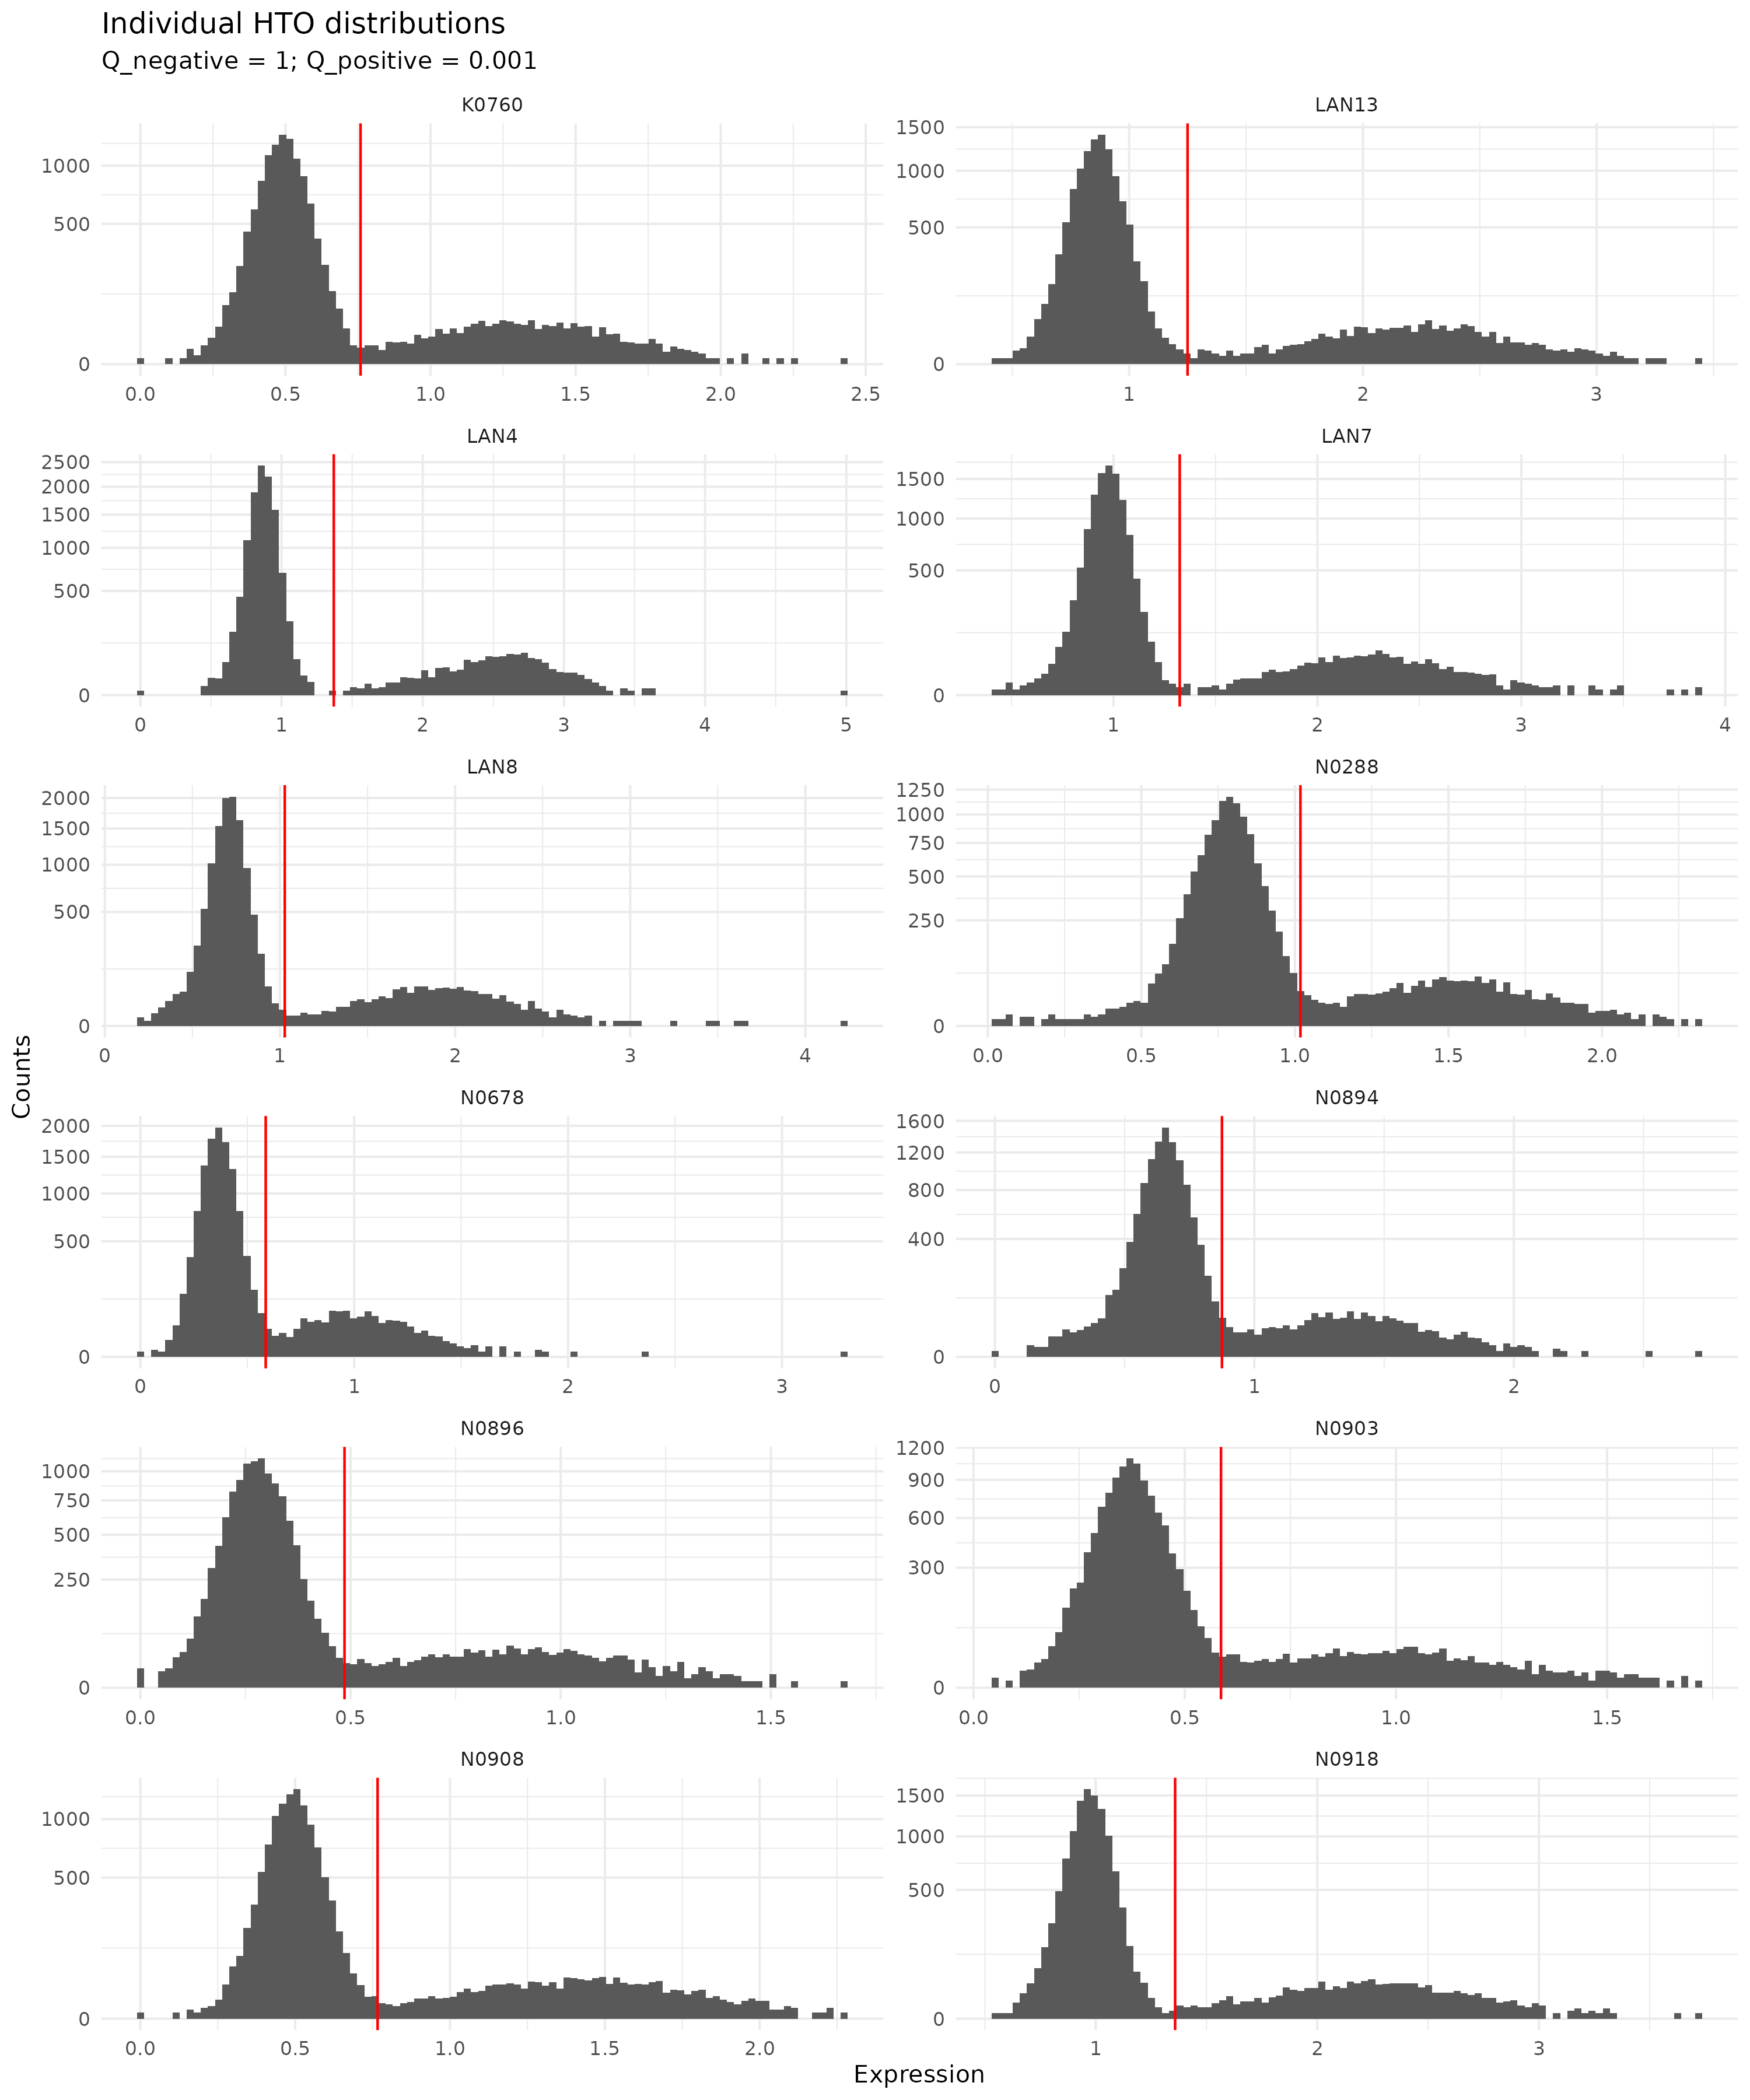 Individual HTO distributions
Q_negative = 1; Q_positive = 0.001
K0760
LAN13
1000
500
0
0.0 0.5 1.0 1.5 2.0 2.5
1500
1000
500
0
1 2 3
LAN4
LAN7
2500
2000
1500
1000
500
0
0 1 2 3 4 5
1500
1000
500
0
1 2 3 4
LAN8
N0288
2000
1500
1000
500
0
0 1 2 3 4
1250
1000
750
500
250
0
0.0 0.5 1.0 1.5 2.0
Counts
N0678
N0894
2000
1500
1000
500
0
0 1 2 3
1600
1200
800
400
0
0 1 2
N0896
N0903
1000
750
500
250
0
0.0 0.5 1.0 1.5
1200
900
600
300
0
0.0 0.5 1.0 1.5
N0908
N0918
1000
500
0
0.0 0.5 1.0 1.5 2.0
1500
1000
500
0
1 2 3
Expression